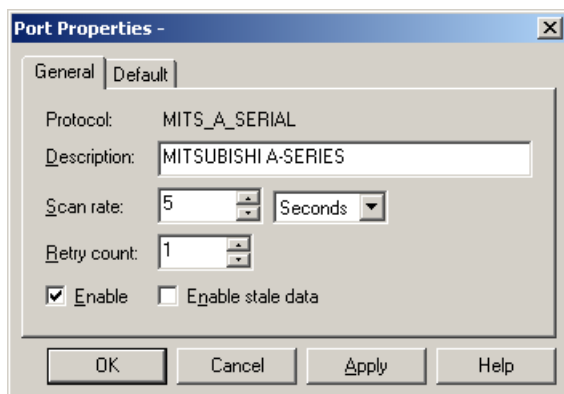 Port Properties -
General Default
Protocol: MITS_A_SERIAL
Description: MITSUBISHI A-SERIES
Scan rate: 5 Seconds
Retry count: 1
Enable Enable stale data
OK Cancel Apply Help